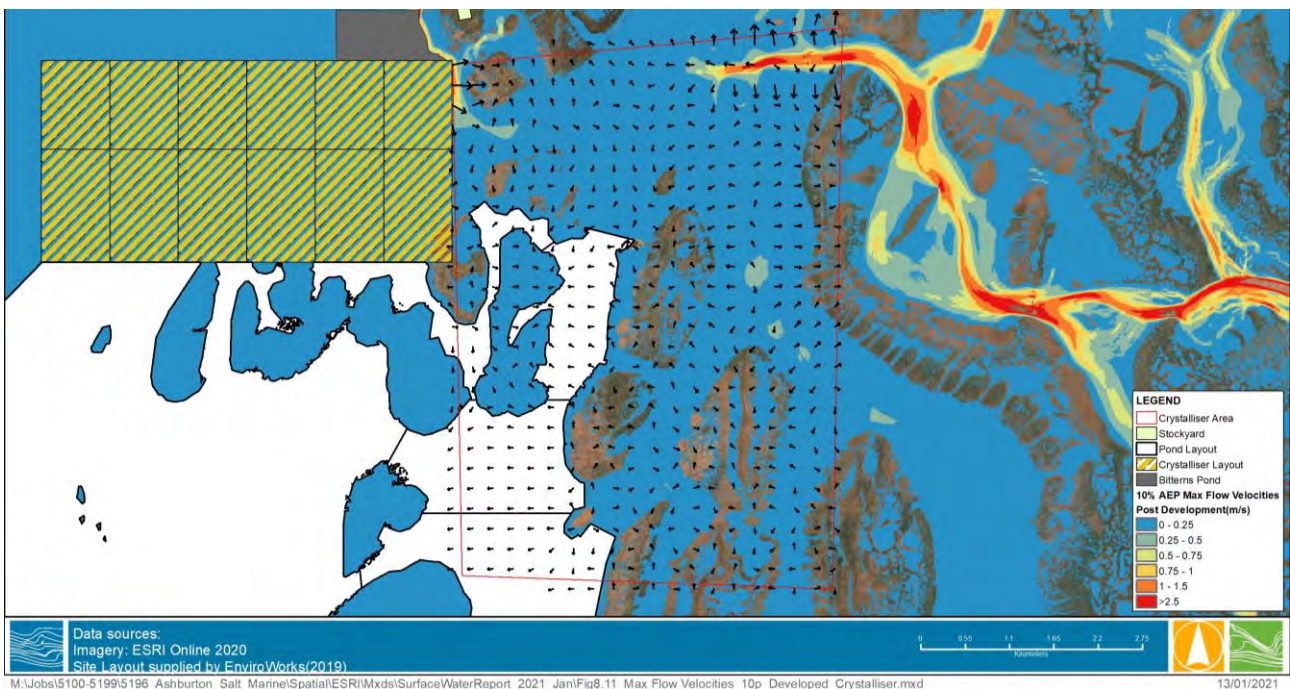 LEGEND
Crystalliser Area
Stockyard
Pond Layout
Crystalliser Layout
Bitterns Pond
10% AEP Max Flow Velocities
Post Development(m/s)
0 - 0.25
0.25 - 0.5
0.5 - 0.75
0.75 - 1
1 - 1.5
>2.5
Data sources:
Imagery: ESRI Online 2020
Site Layout supplied by EnviroWorks(2019)
0 0.55 1.1 1.65 2.2 2.75
Kilometers
M:\Jobs\5100-5199\5196_Ashburton_Salt_Marine\Spatial\ESRI\Mxds\SurfaceWaterReport_2021_Jan\Fig8.11_Max Flow Velocities_10p_Developed_Crystalliser.mxd 13/01/2021